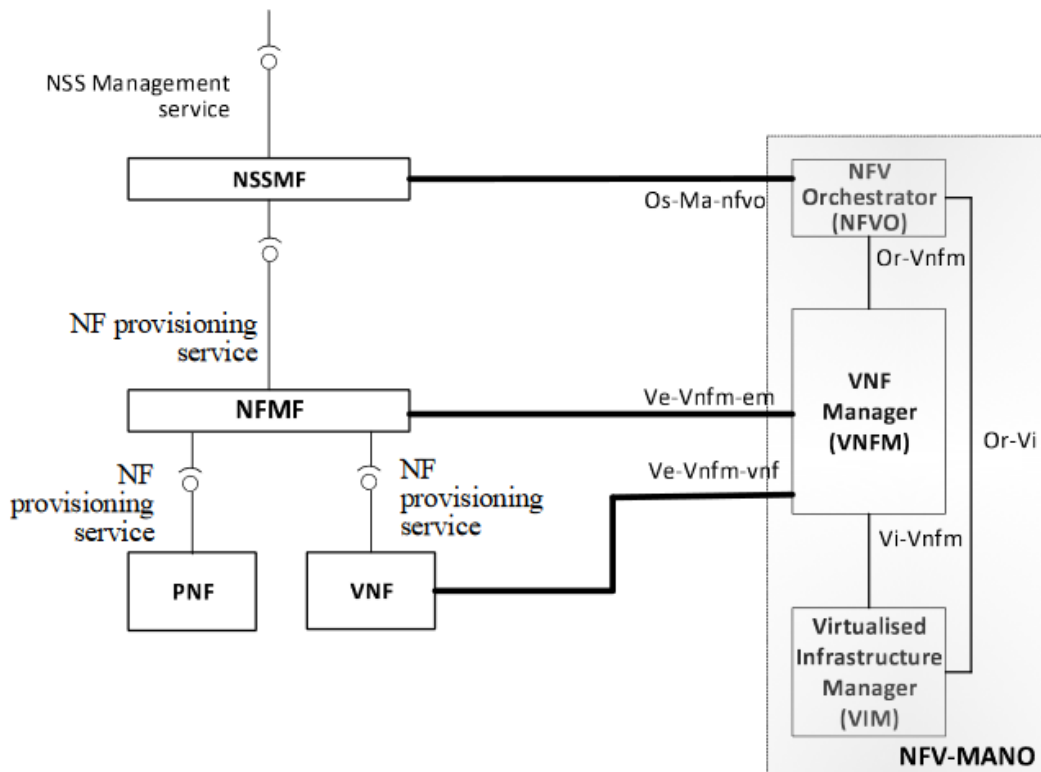 NSS Management
service
NSSMF
Os-Ma-nfvo
NFV
Orchestrator
(NFVO)
Or-Vnfm
NF provisioning
service
NFMF
Ve-Vnfm-em
VNF
Manager
(VNFM)
Or-Vi
Ve-Vnfm-vnf
NF
provisioning
service
NF
provisioning
service
Vi-Vnfm
PNF
VNF
Virtualised
Infrastructure
Manager
(VIM)
NFV-MANO